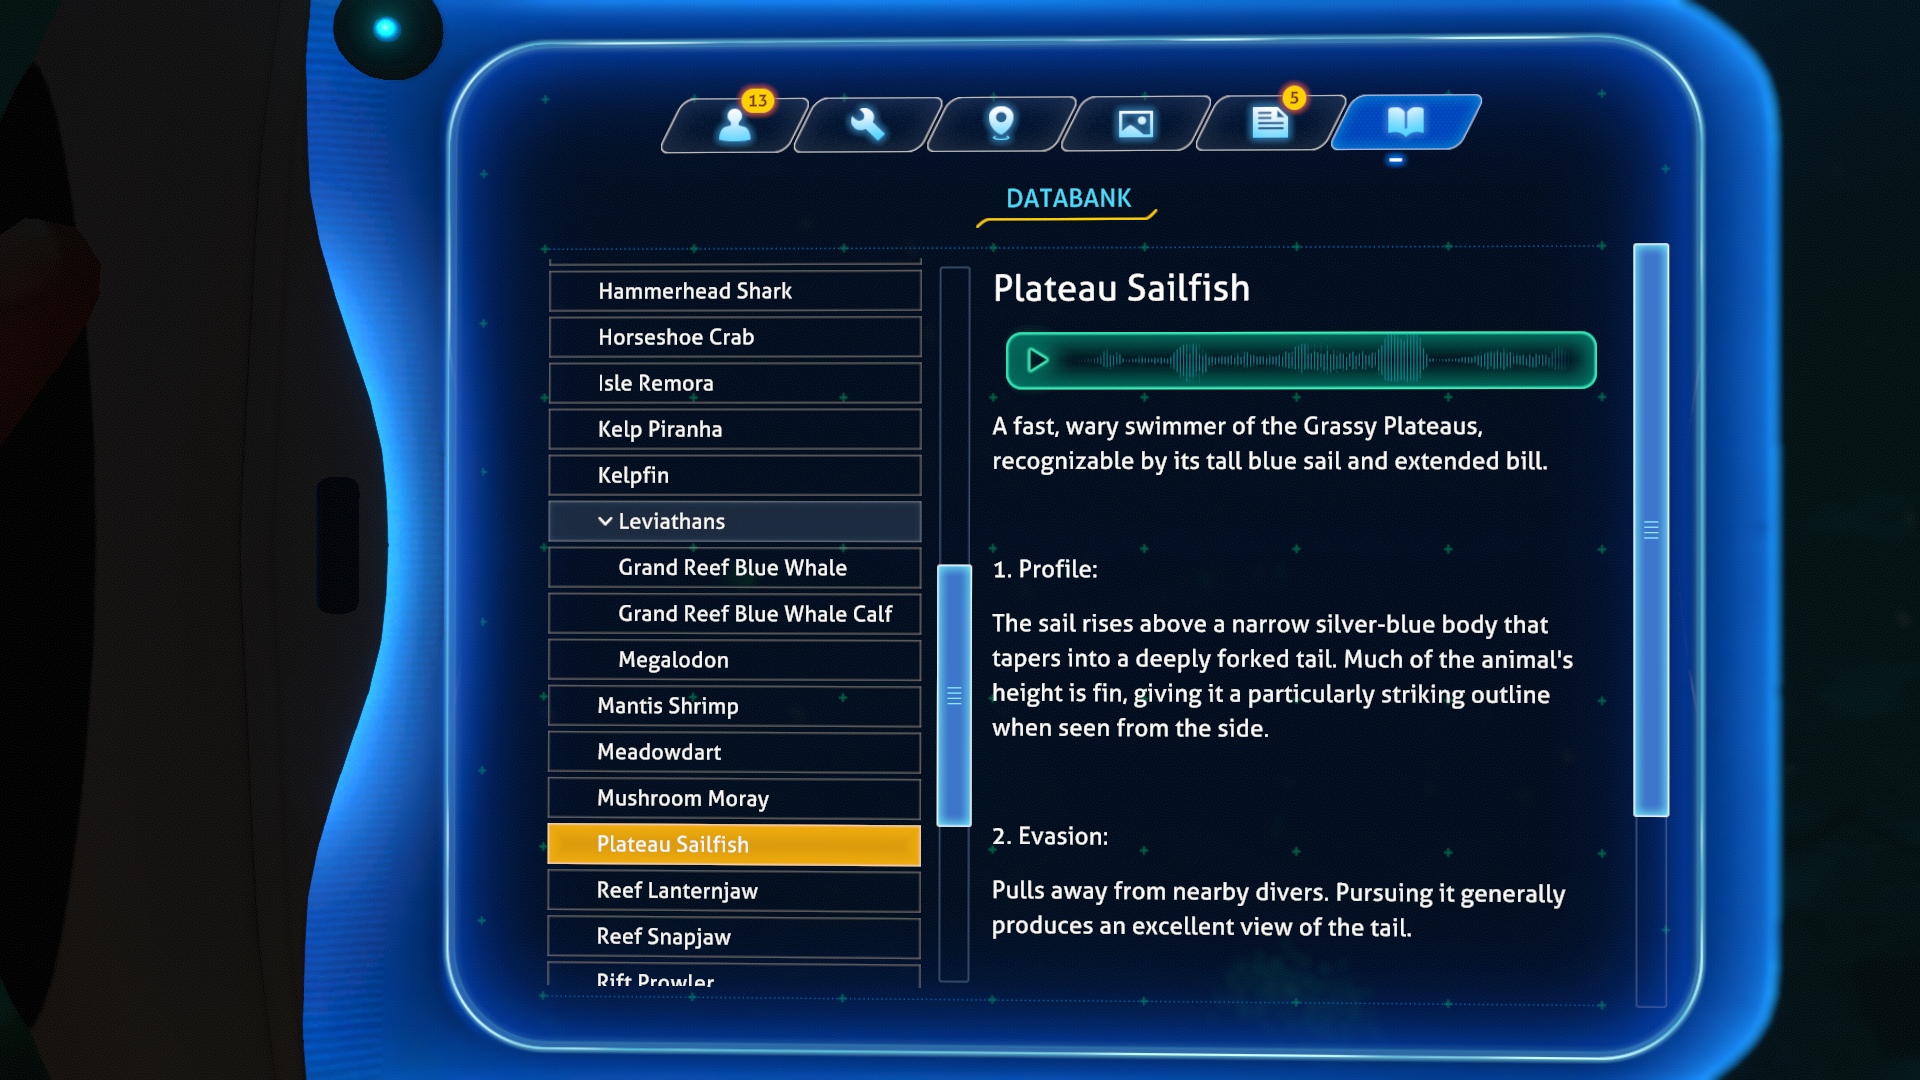 13
5
DATABANK
Hammerhead Shark
Horseshoe Crab
Isle Remora
Kelp Piranha
Kelpfin
Leviathans
Grand Reef Blue Whale
Grand Reef Blue Whale Calf
Megalodon
Mantis Shrimp
Meadowdart
Mushroom Moray
Plateau Sailfish
Reef Lanternjaw
Reef Snapjaw
Rift Prowler
Plateau Sailfish
A fast, wary swimmer of the Grassy Plateaus,
recognizable by its tall blue sail and extended bill.
1. Profile:
The sail rises above a narrow silver-blue body that
tapers into a deeply forked tail. Much of the animal's
height is fin, giving it a particularly striking outline
when seen from the side.
2. Evasion:
Pulls away from nearby divers. Pursuing it generally
produces an excellent view of the tail.